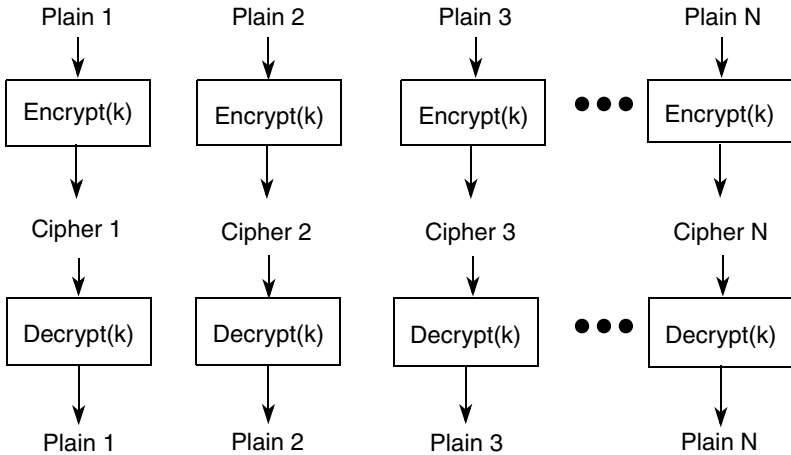 Plain 1 Plain 2 Plain 3 Plain N
Encrypt(k) Encrypt(k) Encrypt(k) Encrypt(k)
Cipher 1 Cipher 2 Cipher 3 Cipher N
Decrypt(k) Decrypt(k) Decrypt(k) Decrypt(k)
Plain 1 Plain 2 Plain 3 Plain N